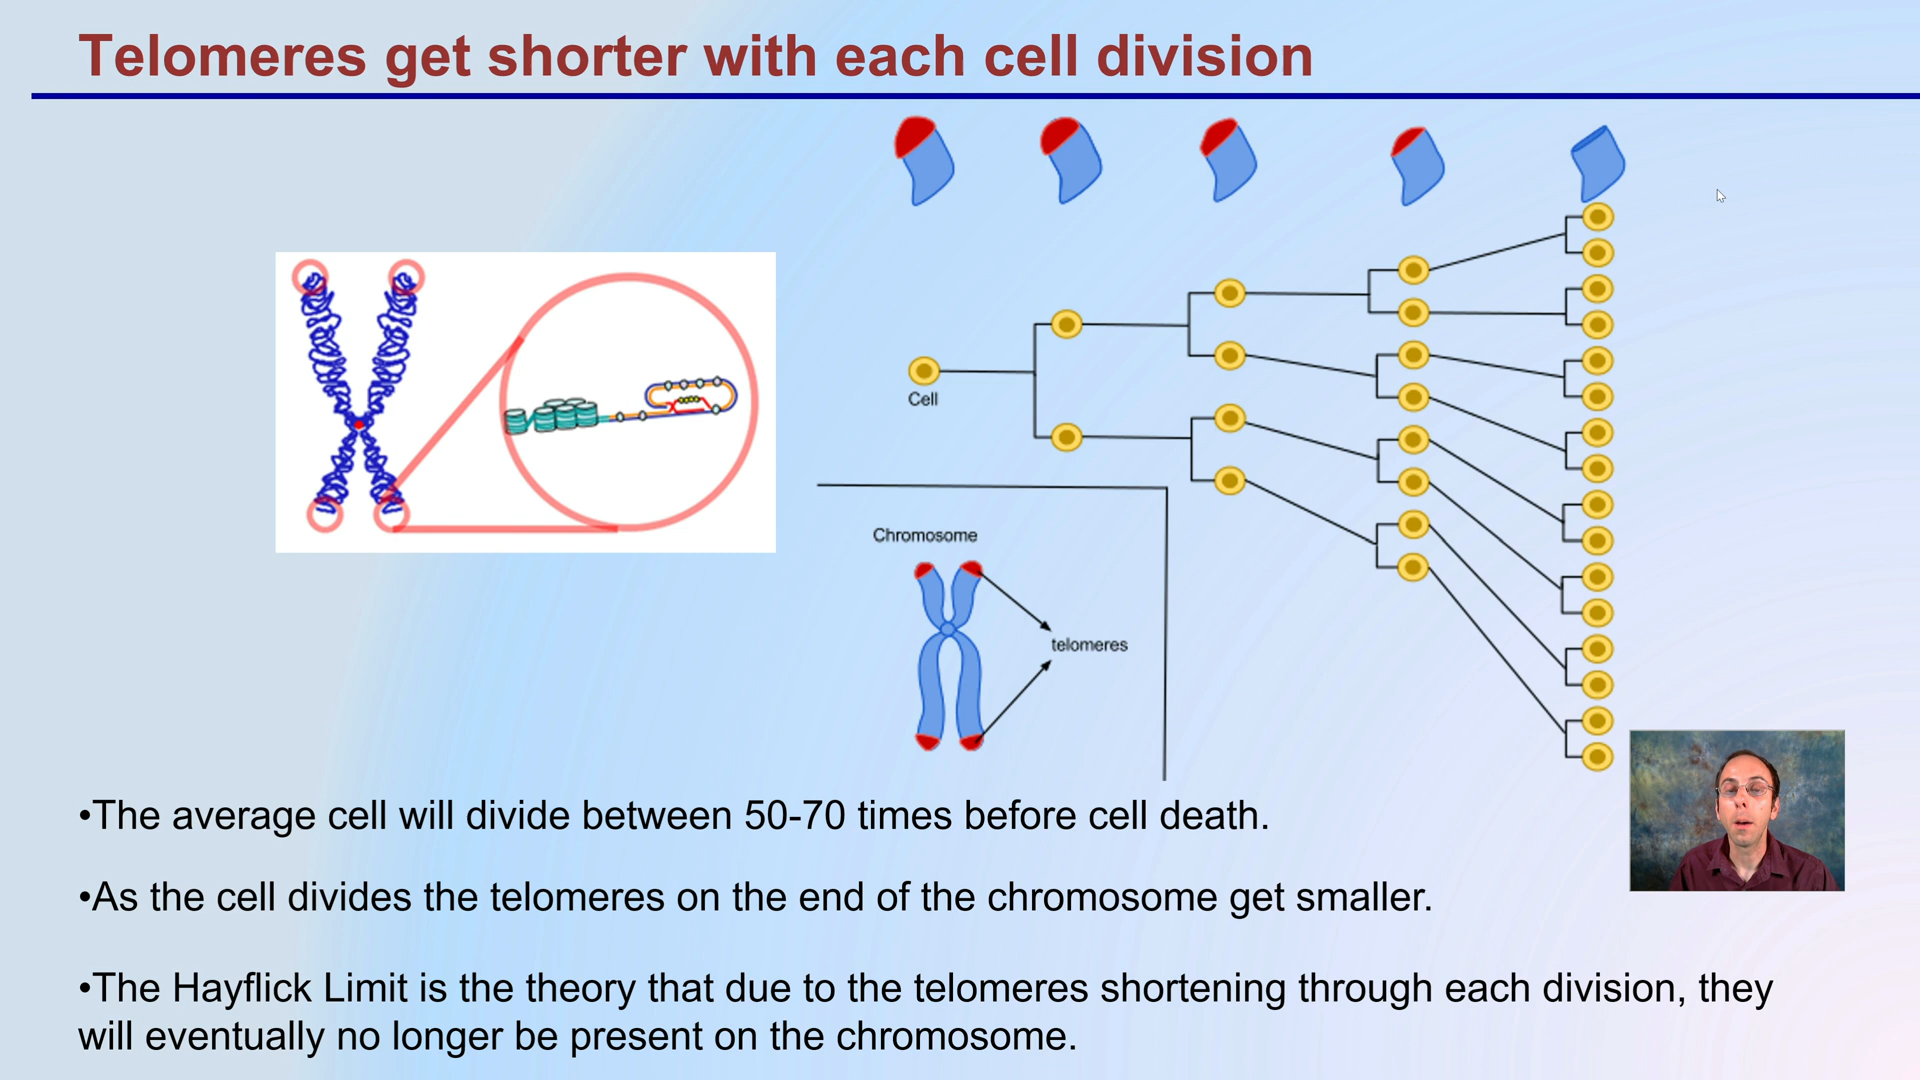 Telomeres get shorter with each cell division
Cell
Chromosome
telomeres
•The average cell will divide between 50-70 times before cell death.
•As the cell divides the telomeres on the end of the chromosome get smaller.
•The Hayflick Limit is the theory that due to the telomeres shortening through each division, they
will eventually no longer be present on the chromosome.